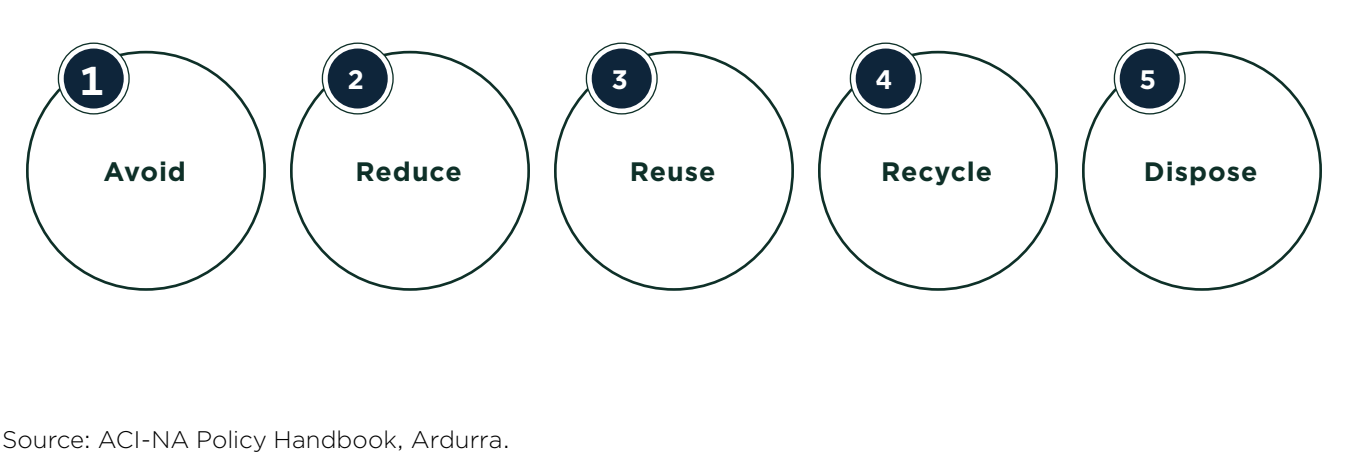 1
Avoid
2
Reduce
3
Reuse
4
Recycle
5
Dispose
Source: ACI-NA Policy Handbook, Ardurra.